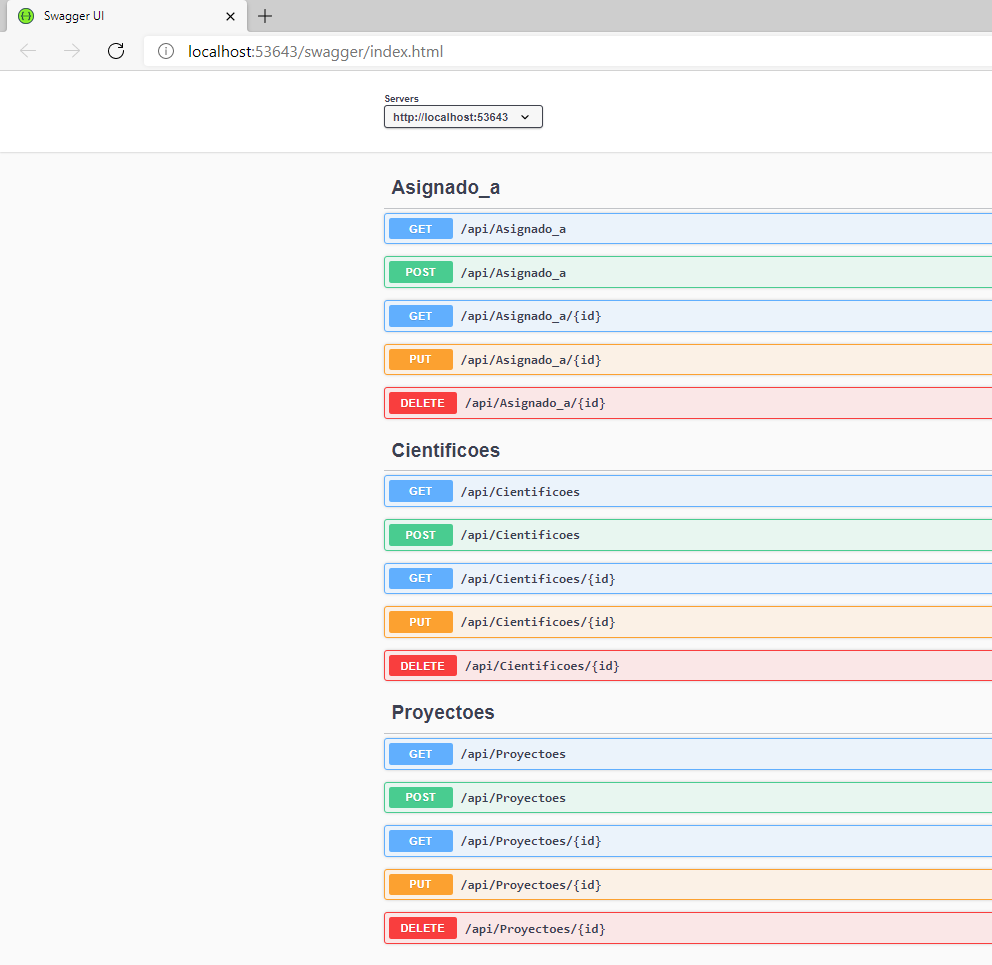 Swagger UI
localhost:53643/swagger/index.html
Servers
http://localhost:53643
Asignado_a
GET /api/Asignado_a
POST /api/Asignado_a
GET /api/Asignado_a/{id}
PUT /api/Asignado_a/{id}
DELETE /api/Asignado_a/{id}
Cientificoes
GET /api/Cientificoes
POST /api/Cientificoes
GET /api/Cientificoes/{id}
PUT /api/Cientificoes/{id}
DELETE /api/Cientificoes/{id}
Proyectoes
GET /api/Proyectoes
POST /api/Proyectoes
GET /api/Proyectoes/{id}
PUT /api/Proyectoes/{id}
DELETE /api/Proyectoes/{id}